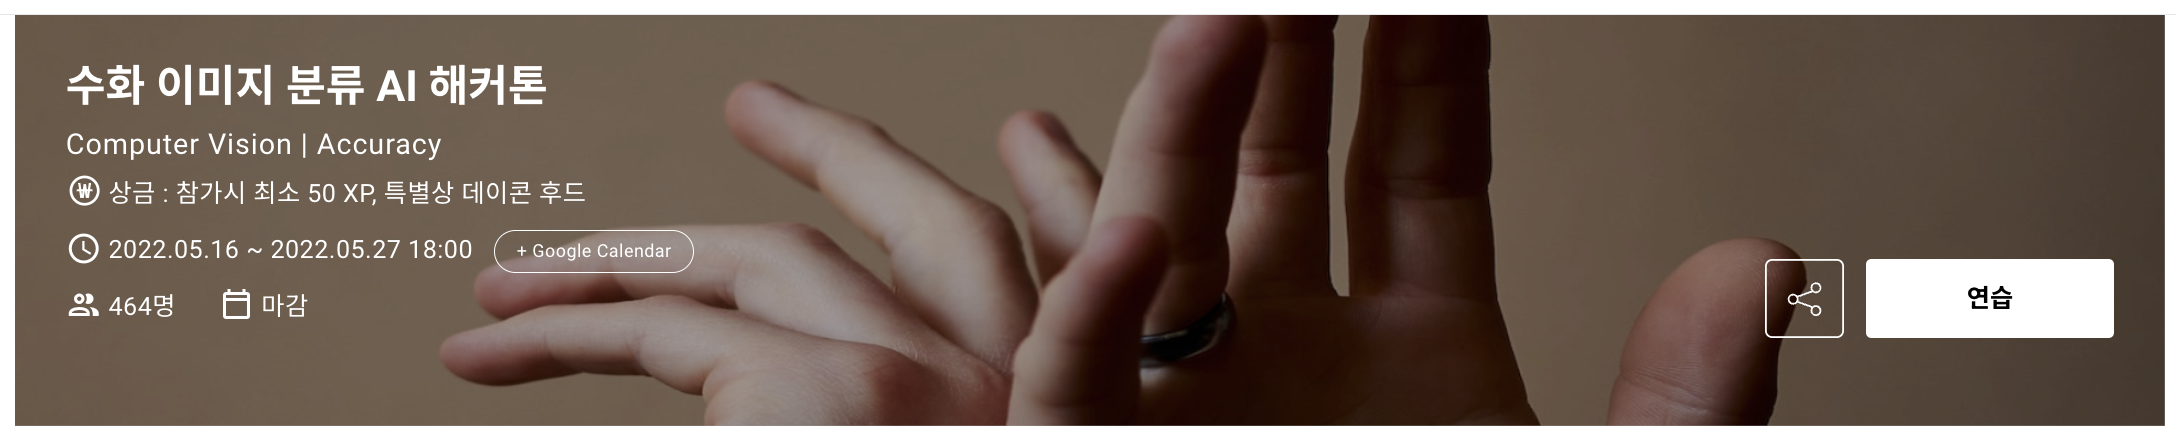 수화 이미지 분류 AI 해커톤
Computer Vision | Accuracy
상금 : 참가시 최소 50 XP, 특별상 데이콘 후드
2022.05.16 ~ 2022.05.27 18:00 + Google Calendar
464명 마감
연습